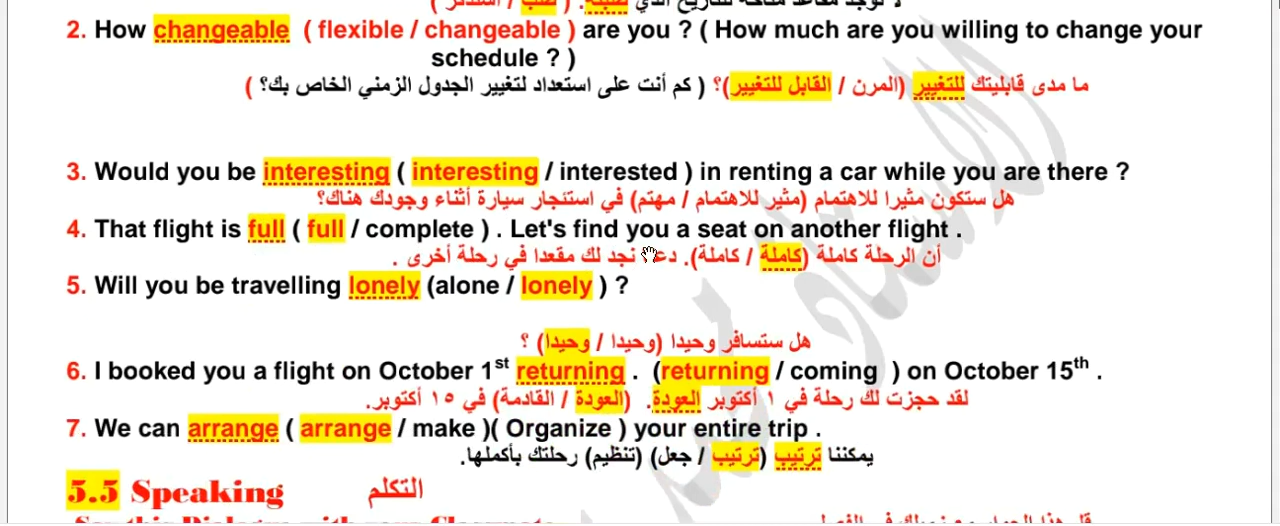 2. How changeable ( flexible / changeable ) are you ? ( How much are you willing to change your
schedule ? )
ما مدى قابليتك للتغيير (المرن / القابل للتغيير)؟ ( كم أنت على استعداد لتغيير الجدول الزمني الخاص بك؟ )
3. Would you be interesting ( interesting / interested ) in renting a car while you are there ?
هل ستكون مثيرا للاهتمام (مثير للاهتمام / مهتم) في استئجار سيارة أثناء وجودك هناك؟
4. That flight is full ( full / complete ) . Let's find you a seat on another flight .
أن الرحلة كاملة (كاملة / كاملة). نجد لك مقعدا في رحلة أخرى .
5. Will you be travelling lonely (alone / lonely ) ?
هل ستسافر وحيدا (وحيدا / وحيدا) ؟
6. I booked you a flight on October 1st returning . (returning / coming ) on October 15th .
لقد حجزت لك رحلة في ١ أكتوبر العودة. (العودة / القادمة) في ١٥ أكتوبر.
7. We can arrange ( arrange / make )( Organize ) your entire trip .
يمكننا ترتيب (ترتيب / جعل) (تنظيم) رحلتك بأكملها.
5.5 Speaking التكلم